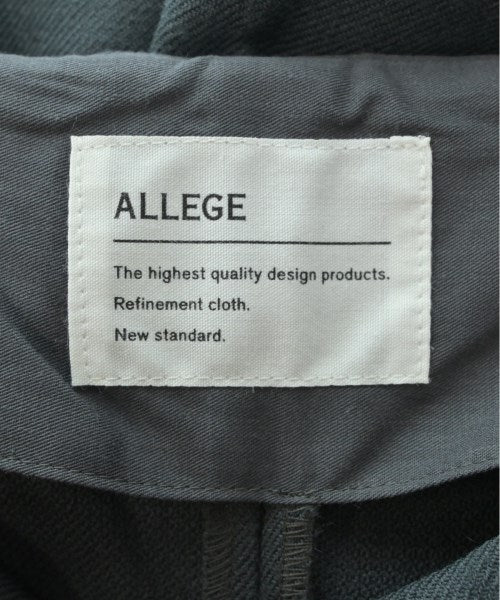 ALLEGE
The highest quality design products.
Refinement cloth.
New standard.